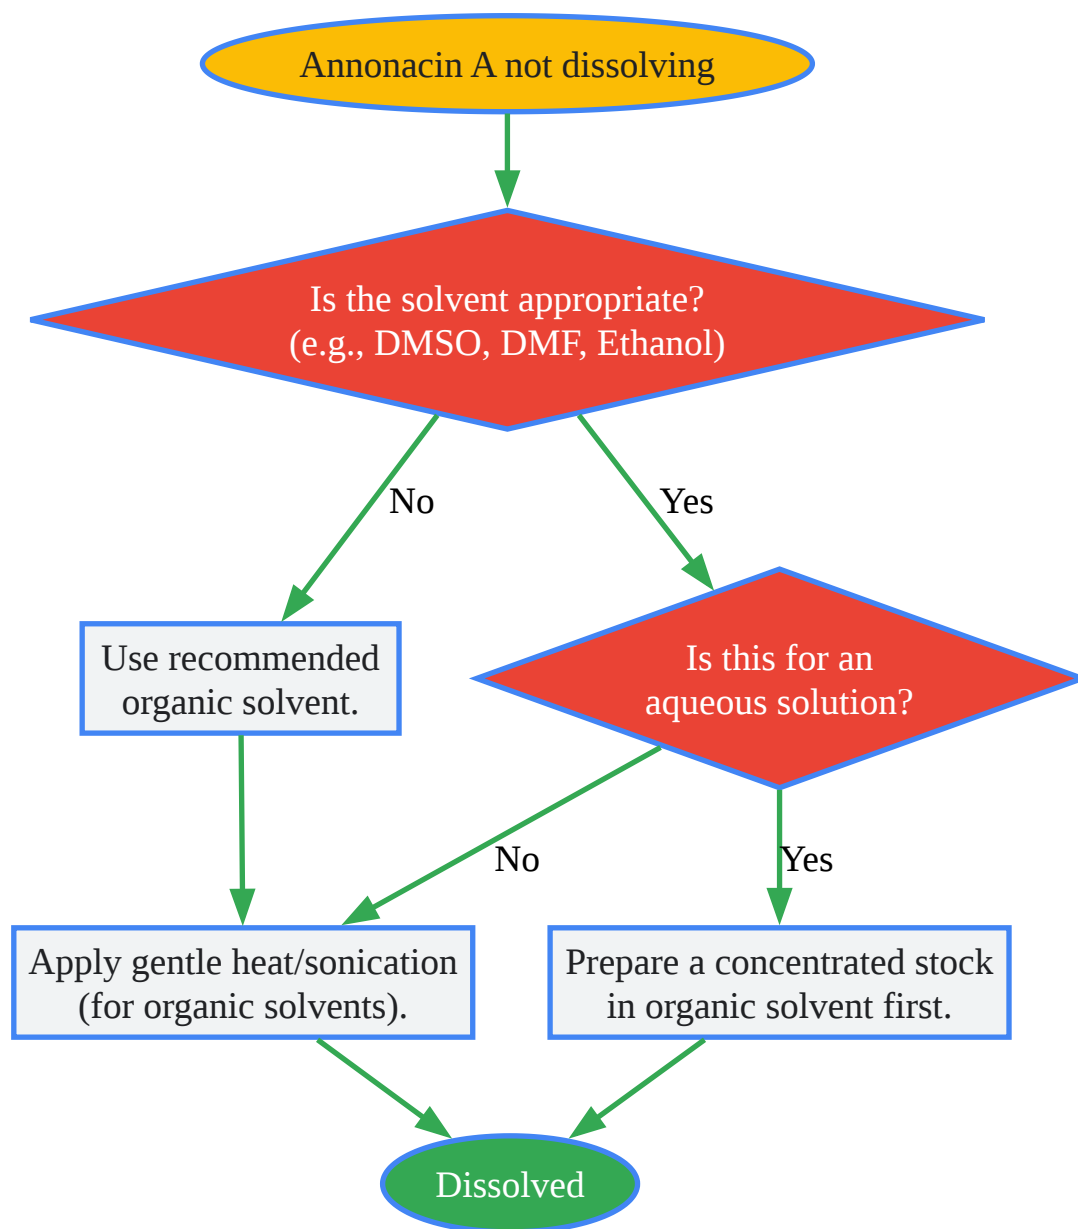 Annonacin A not dissolving
Is the solvent appropriate?
(e.g., DMSO, DMF, Ethanol)
No
Yes
Use recommended
organic solvent.
Is this for an
aqueous solution?
No
Yes
Apply gentle heat/sonication
(for organic solvents).
Prepare a concentrated stock
in organic solvent first.
Dissolved